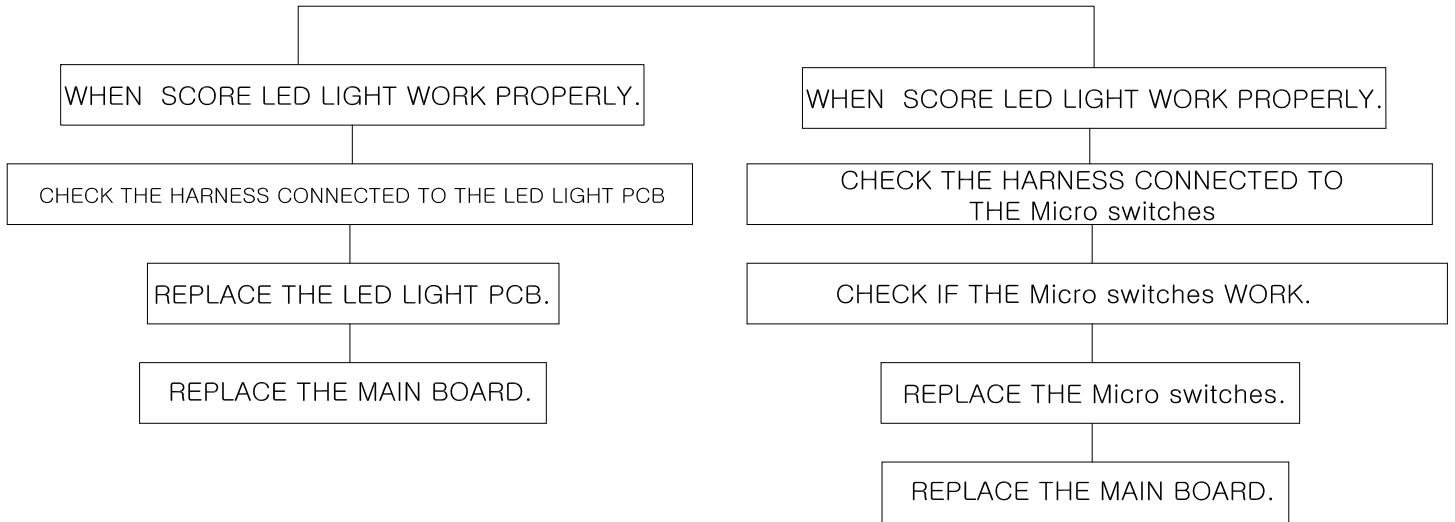 WHEN SCORE LED LIGHT WORK PROPERLY.
CHECK THE HARNESS CONNECTED TO THE LED LIGHT PCB
REPLACE THE LED LIGHT PCB.
REPLACE THE MAIN BOARD.
WHEN SCORE LED LIGHT WORK PROPERLY.
CHECK THE HARNESS CONNECTED TO
THE Micro switches
CHECK IF THE Micro switches WORK.
REPLACE THE Micro switches.
REPLACE THE MAIN BOARD.